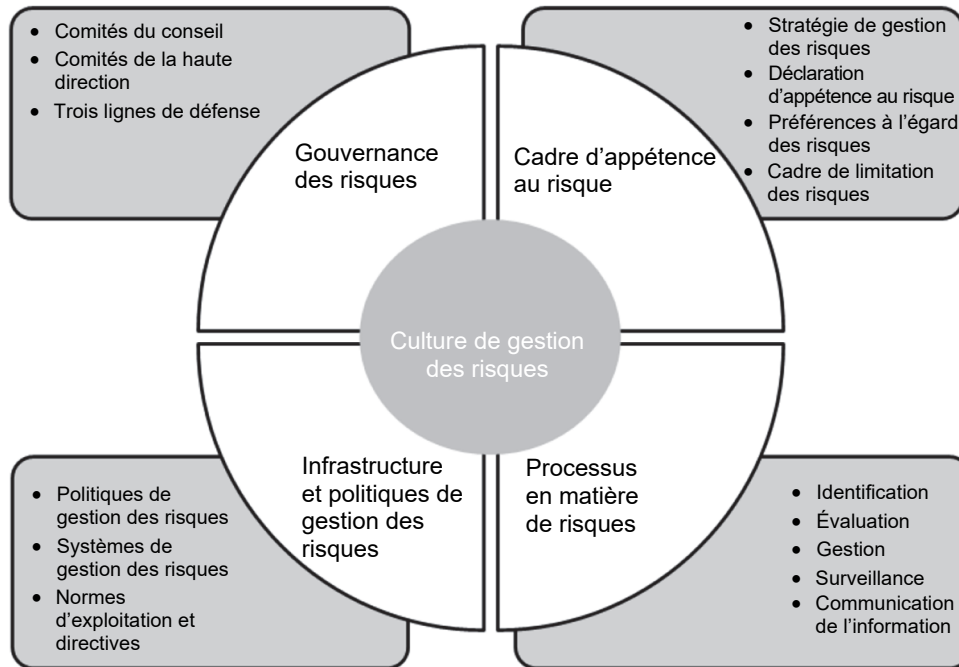 • Comités du conseil
• Comités de la haute
direction
• Trois lignes de défense
• Stratégie de gestion
des risques
• Déclaration
d’appétence au risque
• Préférences à l’égard
des risques
• Cadre de limitation
des risques
Gouvernance
des risques
Cadre d’appétence
au risque
Culture de gestion
des risques
Infrastructure
et politiques de
gestion des
risques
Processus
en matière
de risques
• Politiques de
gestion des risques
• Systèmes de
gestion des risques
• Normes
d’exploitation et
directives
• Identification
• Évaluation
• Gestion
• Surveillance
• Communication
de l’information